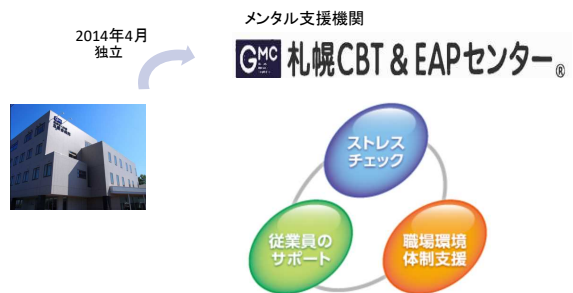 メンタル支援機関
2014年4月
独立
GMC 札幌CBT & EAPセンター®
ストレス
チェック
従業員の
サポート
職場環境
体制支援